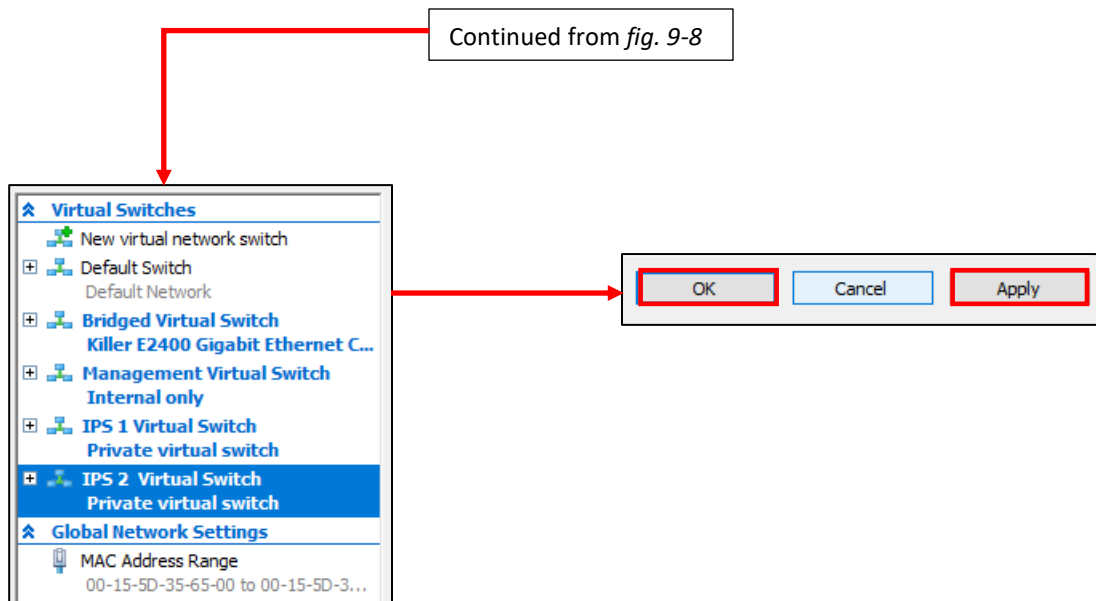 Continued from fig. 9-8
Virtual Switches
New virtual network switch
Default Switch
Default Network
Bridged Virtual Switch
Killer E2400 Gigabit Ethernet C...
Management Virtual Switch
Internal only
IPS 1 Virtual Switch
Private virtual switch
IPS 2 Virtual Switch
Private virtual switch
Global Network Settings
MAC Address Range
00-15-5D-35-65-00 to 00-15-5D-3...
OK
Cancel
Apply